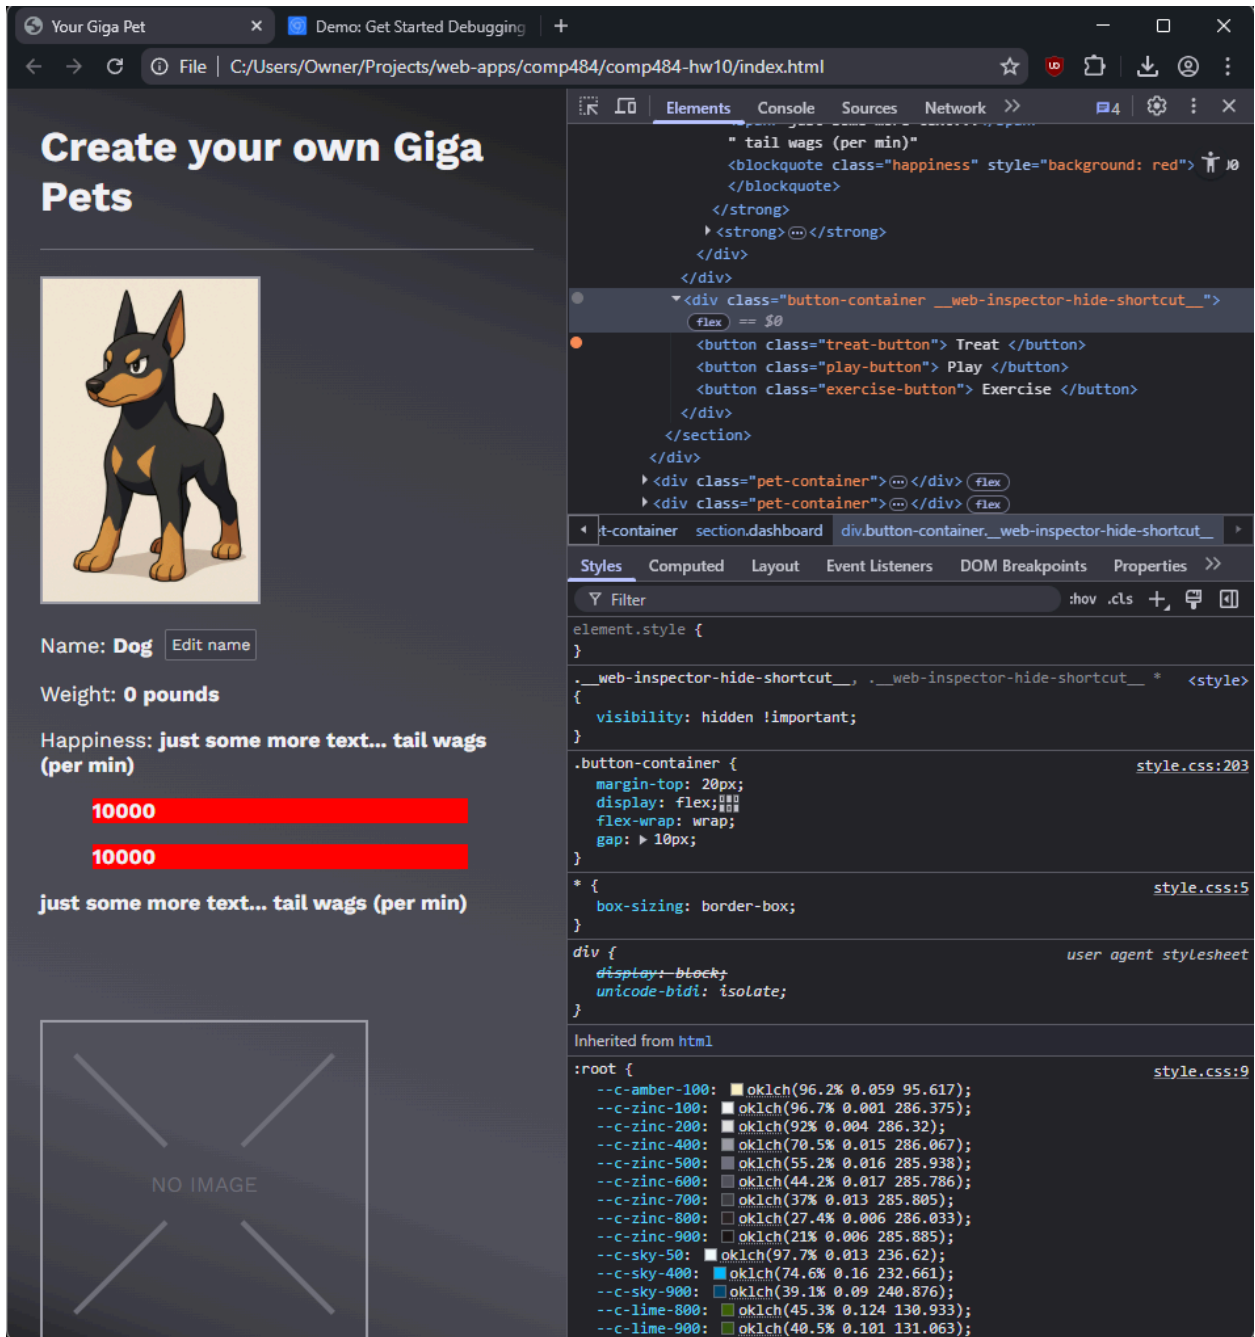 Your Giga Pet
Demo: Get Started Debugging
File
C:/Users/Owner/Projects/web-apps/comp484/comp484-hw10/index.html
Create your own Giga
Pets
Name: Dog Edit name
Weight: 0 pounds
Happiness: just some more text... tail wags
(per min)
10000
10000
just some more text... tail wags (per min)
NO IMAGE
Elements Console Sources Network 4
" tail wags (per min)"
<blockquote class="happiness" style="background: red">
</blockquote>
</strong>
<strong>…</strong>
</div>
</div>
<div class="button-container __web-inspector-hide-shortcut__">
flex == $0
<button class="treat-button"> Treat </button>
<button class="play-button"> Play </button>
<button class="exercise-button"> Exercise </button>
</div>
</section>
</div>
<div class="pet-container">…</div> flex
<div class="pet-container">…</div> flex
t-container section.dashboard div.button-container.__web-inspector-hide-shortcut__
Styles Computed Layout Event Listeners DOM Breakpoints Properties
Filter :hov .cls
element.style {
}
.__web-inspector-hide-shortcut__, .__web-inspector-hide-shortcut__ * <style>
{
visibility: hidden !important;
}
.button-container { style.css:203
margin-top: 20px;
display: flex;
flex-wrap: wrap;
gap: 10px;
}
* { style.css:5
box-sizing: border-box;
}
div { user agent stylesheet
display: block;
unicode-bidi: isolate;
}
Inherited from html
:root { style.css:9
--c-amber-100: oklch(96.2% 0.059 95.617);
--c-zinc-100: oklch(96.7% 0.001 286.375);
--c-zinc-200: oklch(92% 0.004 286.32);
--c-zinc-400: oklch(70.5% 0.015 286.067);
--c-zinc-500: oklch(55.2% 0.016 285.938);
--c-zinc-600: oklch(44.2% 0.017 285.786);
--c-zinc-700: oklch(37% 0.013 285.805);
--c-zinc-800: oklch(27.4% 0.006 286.033);
--c-zinc-900: oklch(21% 0.006 285.885);
--c-sky-50: oklch(97.7% 0.013 236.62);
--c-sky-400: oklch(74.6% 0.16 232.661);
--c-sky-900: oklch(39.1% 0.09 240.876);
--c-lime-800: oklch(45.3% 0.124 130.933);
--c-lime-900: oklch(40.5% 0.101 131.063);